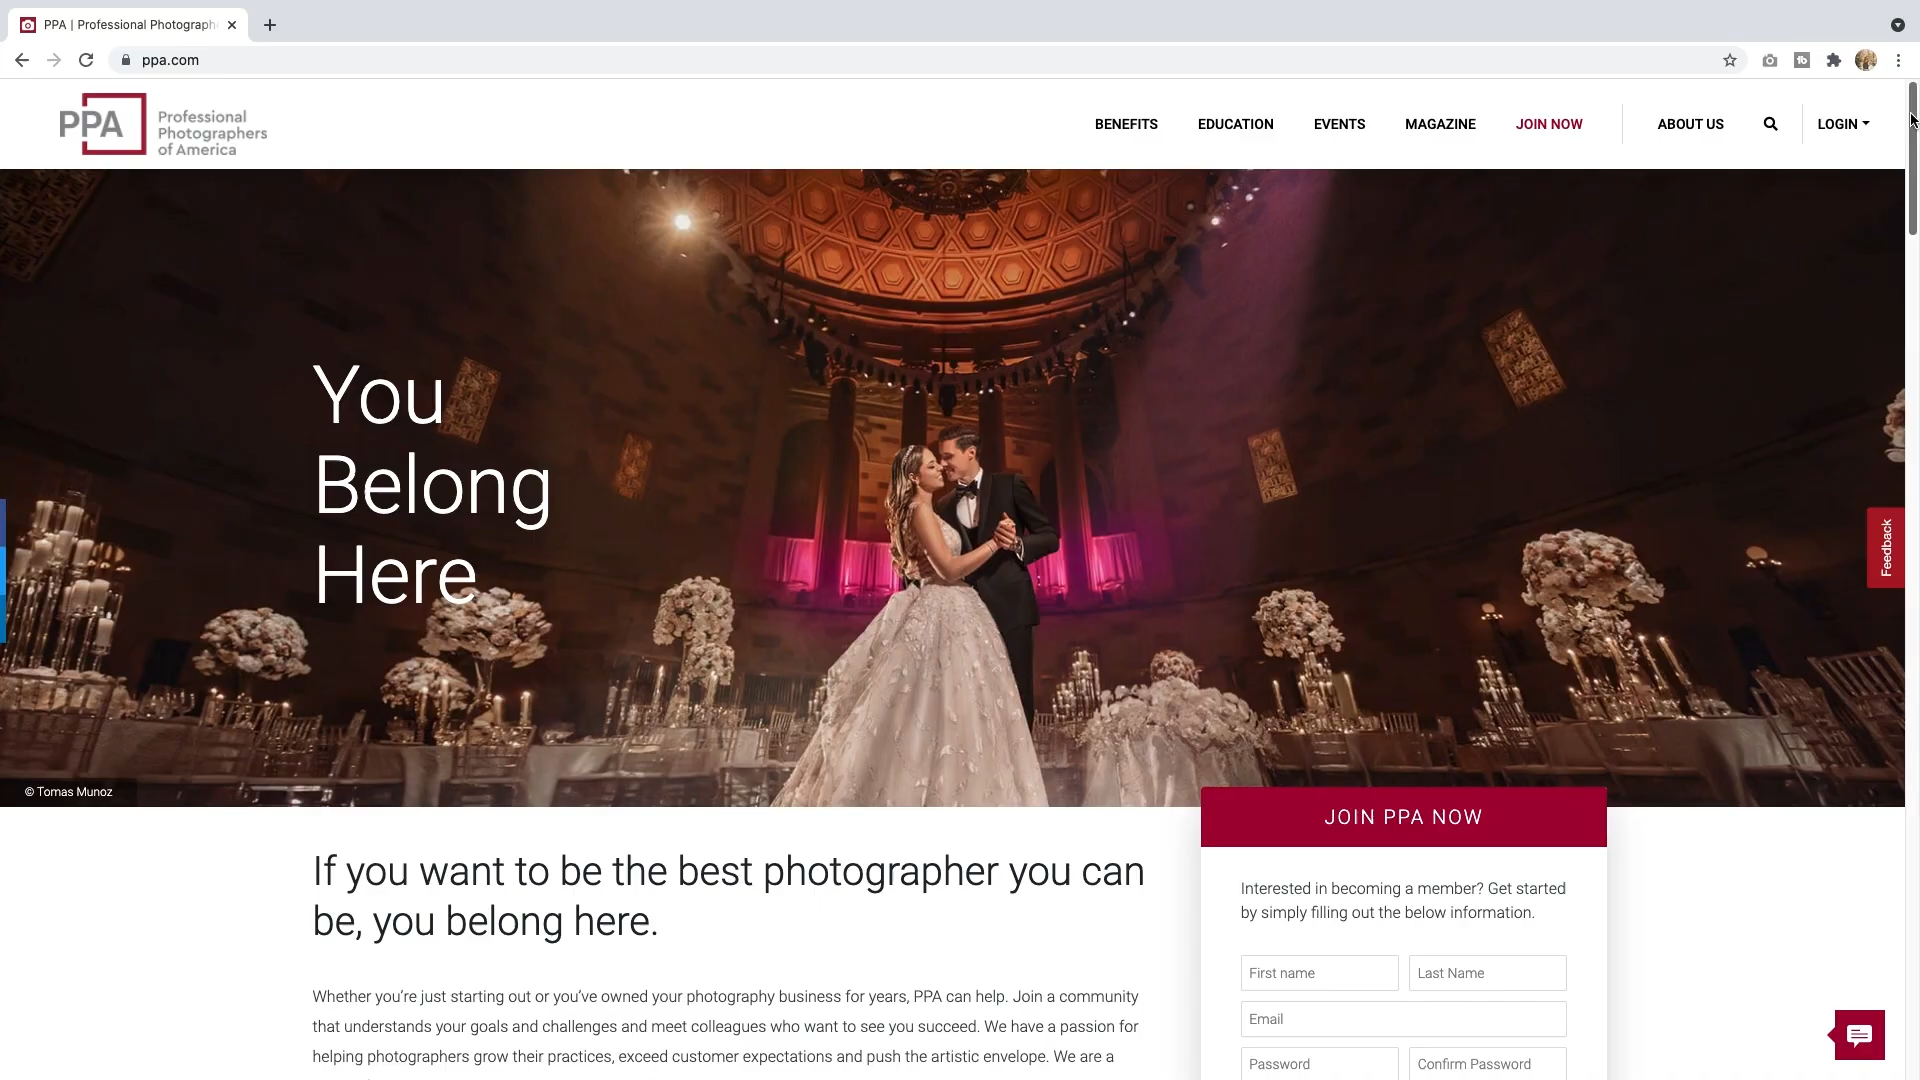 PPA | Professional Photograph
ppa.com
PPA
Professional
Photographers
of America
BENEFITS
EDUCATION
EVENTS
MAGAZINE
JOIN NOW
ABOUT US
LOGIN
You
Belong
Here
Feedback
© Tomas Munoz
JOIN PPA NOW
If you want to be the best photographer you can
be, you belong here.
Interested in becoming a member? Get started
by simply filling out the below information.
First name
Last Name
Email
Password
Confirm Password
Whether you’re just starting out or you’ve owned your photography business for years, PPA can help. Join a community
that understands your goals and challenges and meet colleagues who want to see you succeed. We have a passion for
helping photographers grow their practices, exceed customer expectations and push the artistic envelope. We are a